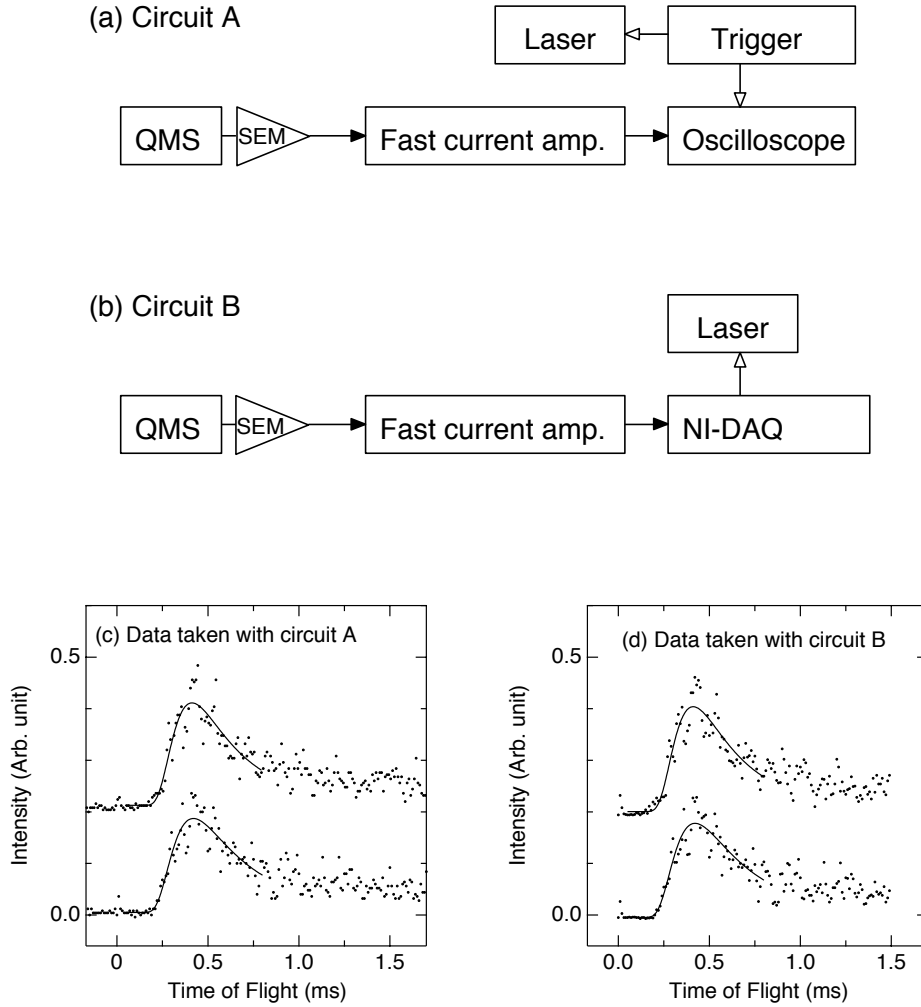 (a) Circuit A
Laser
Trigger
QMS
SEM
Fast current amp.
Oscilloscope
(b) Circuit B
Laser
QMS
SEM
Fast current amp.
NI-DAQ
(c) Data taken with circuit A
0.5
0.0
Intensity (Arb. unit)
0 0.5 1.0 1.5
Time of Flight (ms)
(d) Data taken with circuit B
0.5
0.0
Intensity (Arb. unit)
0.0 0.5 1.0 1.5
Time of Flight (ms)